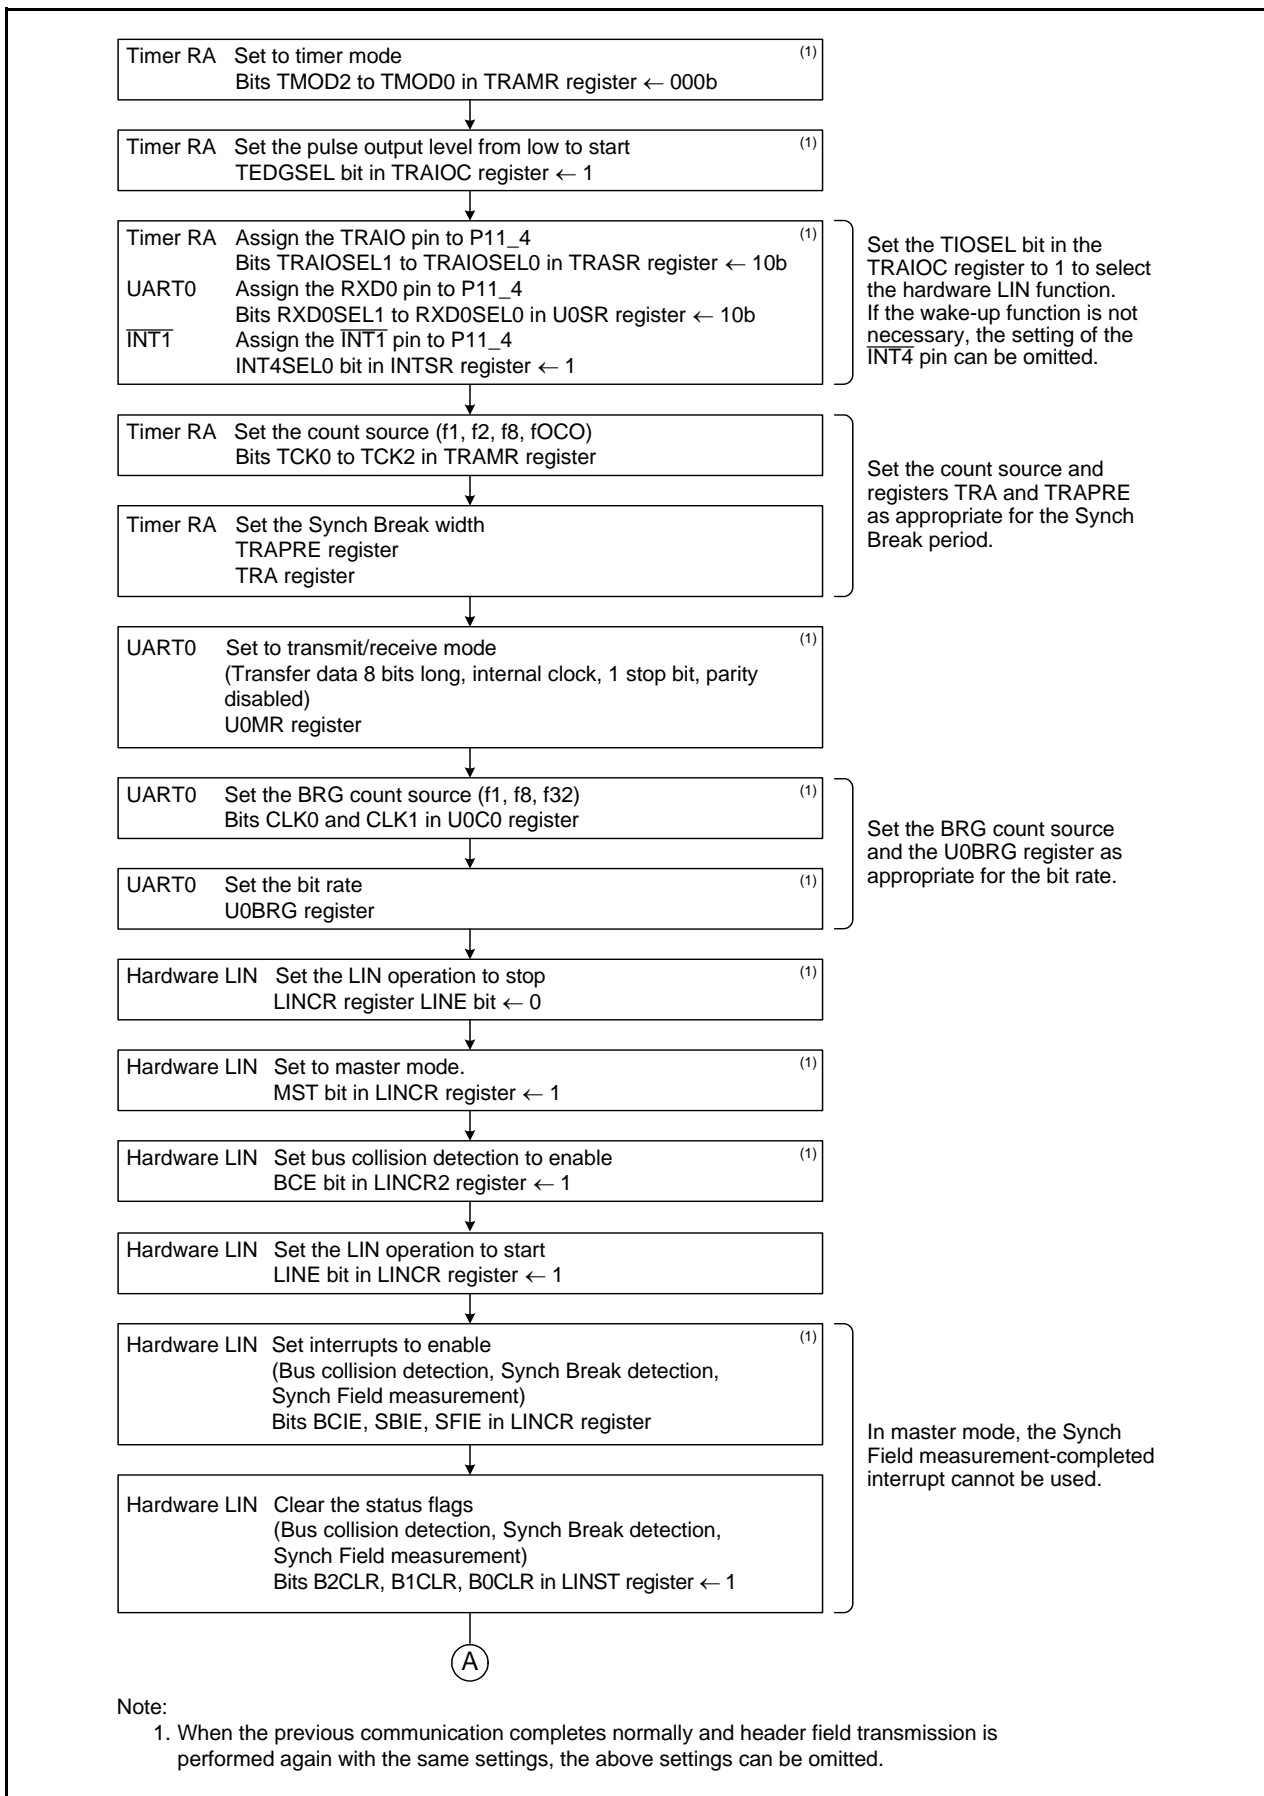 Timer RA Set to timer mode (1)
Bits TMOD2 to TMOD0 in TRAMR register ← 000b
Timer RA Set the pulse output level from low to start (1)
TEDGSEL bit in TRAIOC register ← 1
Timer RA Assign the TRAIO pin to P11_4 (1)
Bits TRAIOSEL1 to TRAIOSEL0 in TRASR register ← 10b
UART0 Assign the RXD0 pin to P11_4
Bits RXD0SEL1 to RXD0SEL0 in U0SR register ← 10b
INT1 Assign the INT1 pin to P11_4
INT4SEL0 bit in INTSR register ← 1
Set the TIOSEL bit in the
TRAIOC register to 1 to select
the hardware LIN function.
If the wake-up function is not
necessary, the setting of the
INT4 pin can be omitted.
Timer RA Set the count source (f1, f2, f8, fOCO)
Bits TCK0 to TCK2 in TRAMR register
Timer RA Set the Synch Break width
TRAPRE register
TRA register
Set the count source and
registers TRA and TRAPRE
as appropriate for the Synch
Break period.
UART0 Set to transmit/receive mode (1)
(Transfer data 8 bits long, internal clock, 1 stop bit, parity
disabled)
U0MR register
UART0 Set the BRG count source (f1, f8, f32) (1)
Bits CLK0 and CLK1 in U0C0 register
UART0 Set the bit rate (1)
U0BRG register
Set the BRG count source
and the U0BRG register as
appropriate for the bit rate.
Hardware LIN Set the LIN operation to stop (1)
LINCR register LINE bit ← 0
Hardware LIN Set to master mode. (1)
MST bit in LINCR register ← 1
Hardware LIN Set bus collision detection to enable (1)
BCE bit in LINCR2 register ← 1
Hardware LIN Set the LIN operation to start
LINE bit in LINCR register ← 1
Hardware LIN Set interrupts to enable (1)
(Bus collision detection, Synch Break detection,
Synch Field measurement)
Bits BCIE, SBIE, SFIE in LINCR register
Hardware LIN Clear the status flags
(Bus collision detection, Synch Break detection,
Synch Field measurement)
Bits B2CLR, B1CLR, B0CLR in LINST register ← 1
In master mode, the Synch
Field measurement-completed
interrupt cannot be used.
A
Note:
1. When the previous communication completes normally and header field transmission is
performed again with the same settings, the above settings can be omitted.